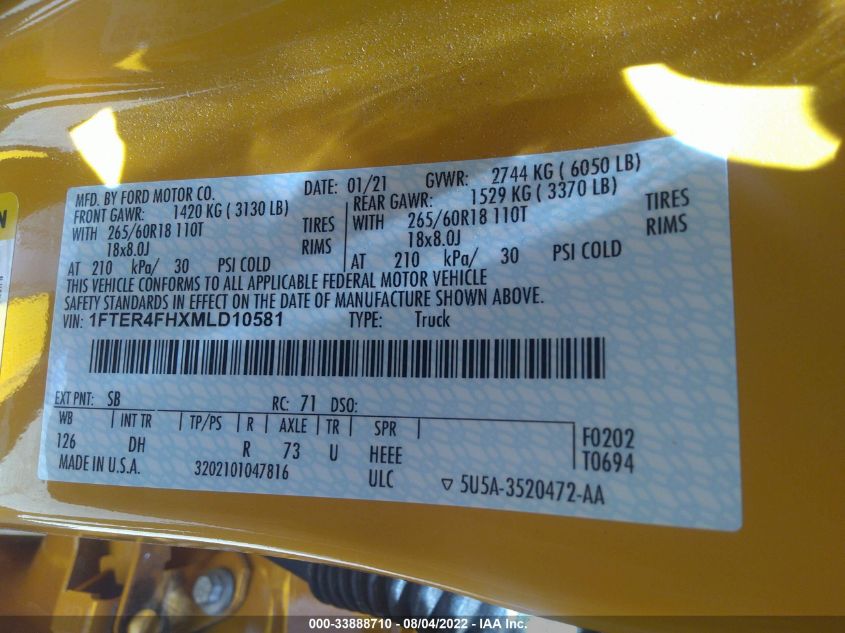 MFD. BY FORD MOTOR CO. DATE: 01/21 GVWR: 2744 KG ( 6050 LB)
FRONT GAWR: 1420 KG ( 3130 LB) REAR GAWR: 1529 KG ( 3370 LB)
WITH 265/60R18 110T TIRES WITH 265/60R18 110T TIRES
18x8.0J RIMS 18x8.0J RIMS
AT 210 kPa/ 30 PSI COLD AT 210 kPa/ 30 PSI COLD
THIS VEHICLE CONFORMS TO ALL APPLICABLE FEDERAL MOTOR VEHICLE
SAFETY STANDARDS IN EFFECT ON THE DATE OF MANUFACTURE SHOWN ABOVE.
VIN: 1FTER4FHXMLD10581 TYPE: Truck
EXT PNT: SB RC: 71 DSO:
WB INT TR TP/PS R AXLE TR SPR
126 DH R 73 U HEEE F0202
MADE IN U.S.A. 3202101047816 ULC T0694
5U5A-3520472-AA
000-33888710 - 08/04/2022 - IAA Inc.